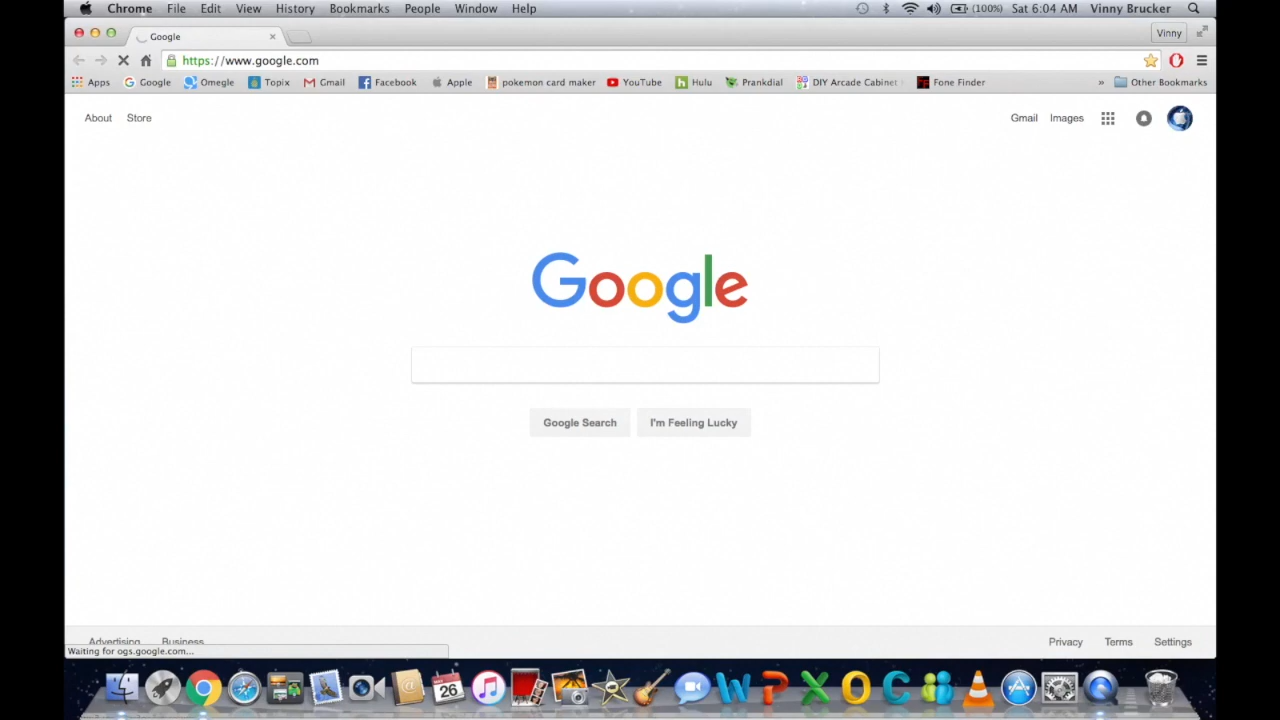 Chrome File Edit View History Bookmarks People Window Help (100%) Sat 6:04 AM Vinny Brucker
Google Vinny
https://www.google.com
Apps Google Omegle Topix Gmail Facebook Apple pokemon card maker YouTube Hulu Prankdial DIY Arcade Cabinet Fone Finder » Other Bookmarks
About Store Gmail Images
Google
Google Search I'm Feeling Lucky
Advertising Business Privacy Terms Settings
Waiting for ogs.google.com...
26